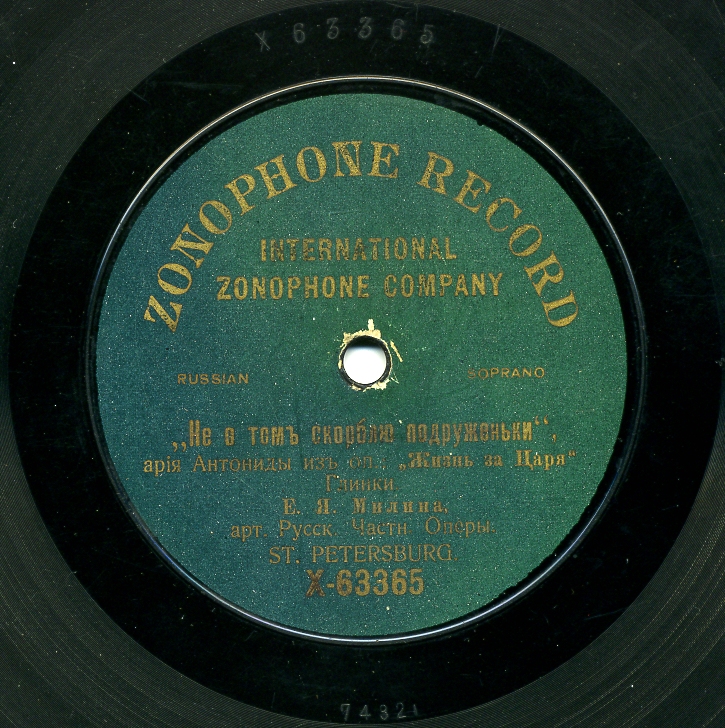 X 63365
ZONOPHONE RECORD
INTERNATIONAL
ZONOPHONE COMPANY
RUSSIAN SOPRANO
„Не о томъ скорблю подруженьки“,
арія Антониды изъ оп. „Жизнь за Царя“
Глинки.
Е. Я. Милина,
арт. Русск. Частн. Оперы.
ST. PETERSBURG.
X-63365
7432ı